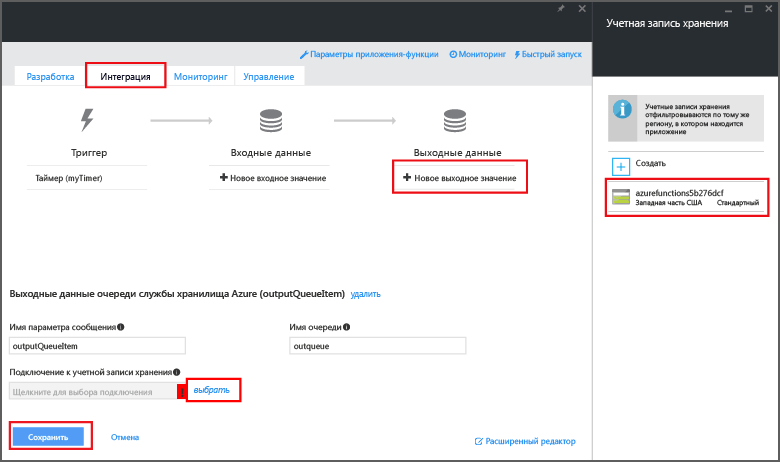 Учетная запись хранения
Параметры приложения-функции Мониторинг Быстрый запуск
Разработка Интеграция Мониторинг Управление
Учетные записи хранения
отфильтровываются по тому же
региону, в котором находится
приложение
Триггер Входные данные Выходные данные
Таймер (myTimer) Новое входное значение Новое выходное значение
Создать
azurefunctions5b276dcf
Западная часть США Стандартный
Выходные данные очереди службы хранилища Azure (outputQueueItem) удалить
Имя параметра сообщения Имя очереди
outputQueueItem outqueue
Подключение к учетной записи хранения
Щелкните для выбора подключения выбрать
Сохранить Отмена Расширенный редактор